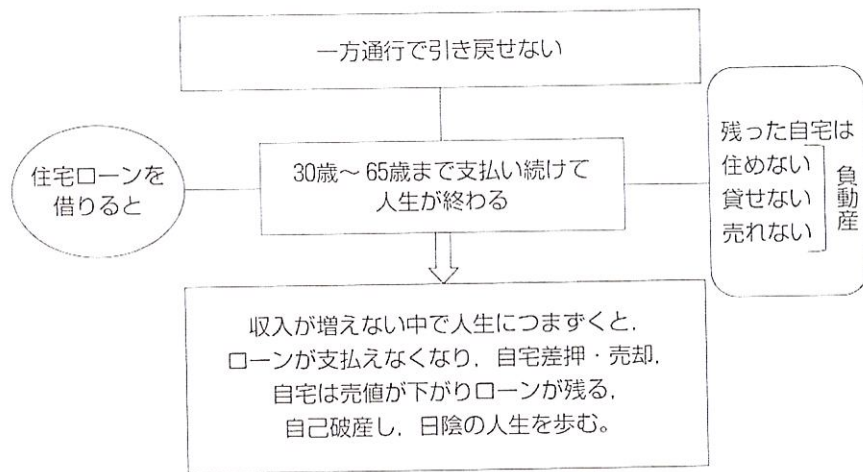 一方通行で引き戻せない
住宅ローンを
借りると
30歳〜65歳まで支払い続けて
人生が終わる
残った自宅は
住めない
貸せない
売れない
負動産
収入が増えない中で人生につまずくと，
ローンが支払えなくなり，自宅差押・売却，
自宅は売値が下がりローンが残る，
自己破産し，日陰の人生を歩む。